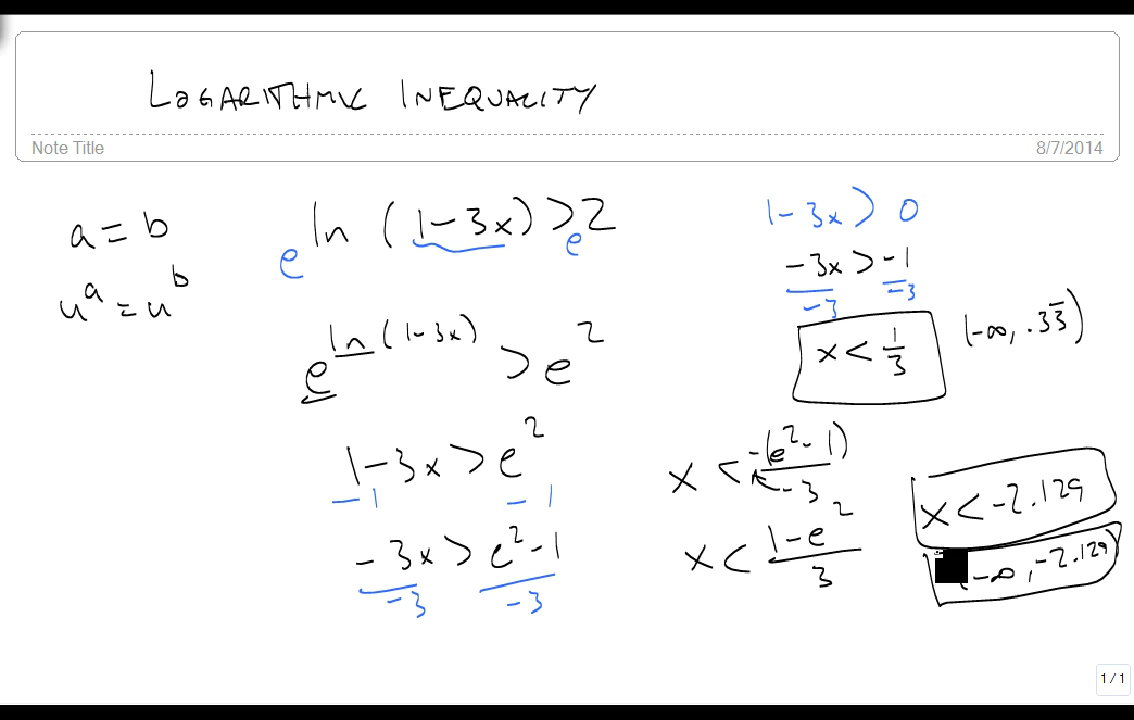 LOGARITHMIC INEQUALITY
Note Title
8/7/2014
a = b
u^a = u^b
e ln (1-3x) > e 2
e^ln(1-3x) > e^2
1-3x > e^2
-1 -1
-3x > e^2-1
-3 -3
1-3x > 0
-3x > -1
-3 -3
x < 1/3
(-∞, .33̅)
x < -(e^2-1)/-3
x < 1-e^2/3
x < -2.129
-∞, -2.129)
1/1